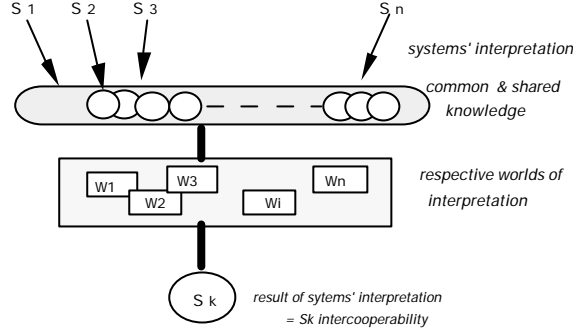 S 1 S 2 S 3 S n
systems' interpretation
common & shared
knowledge
W1 W2 W3 Wi Wn
respective worlds of
interpretation
S k
result of sytems' interpretation
= Sk intercooperability